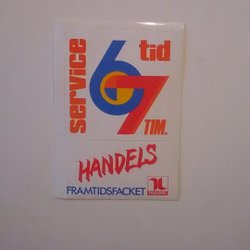 service
tid
67
TIM.
HANDELS
FRAMTIDSFACKET